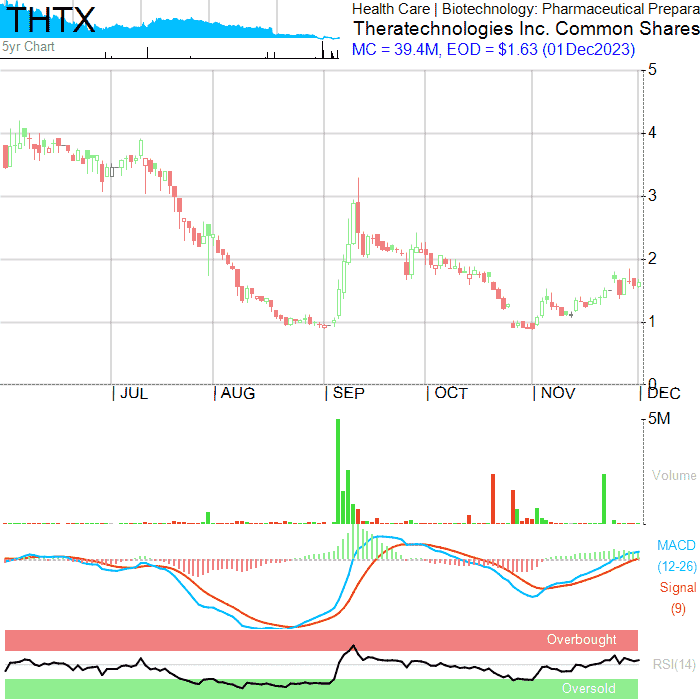 THTX
Health Care | Biotechnology: Pharmaceutical Prepara
Theratechnologies Inc. Common Shares
5yr Chart
MC = 39.4M, EOD = $1.63 (01Dec2023)
5
4
3
2
1
0
| JUL | AUG | SEP | OCT | NOV | DEC
5M
Volume
MACD
(12-26)
Signal
(9)
Overbought
RSI(14)
Oversold